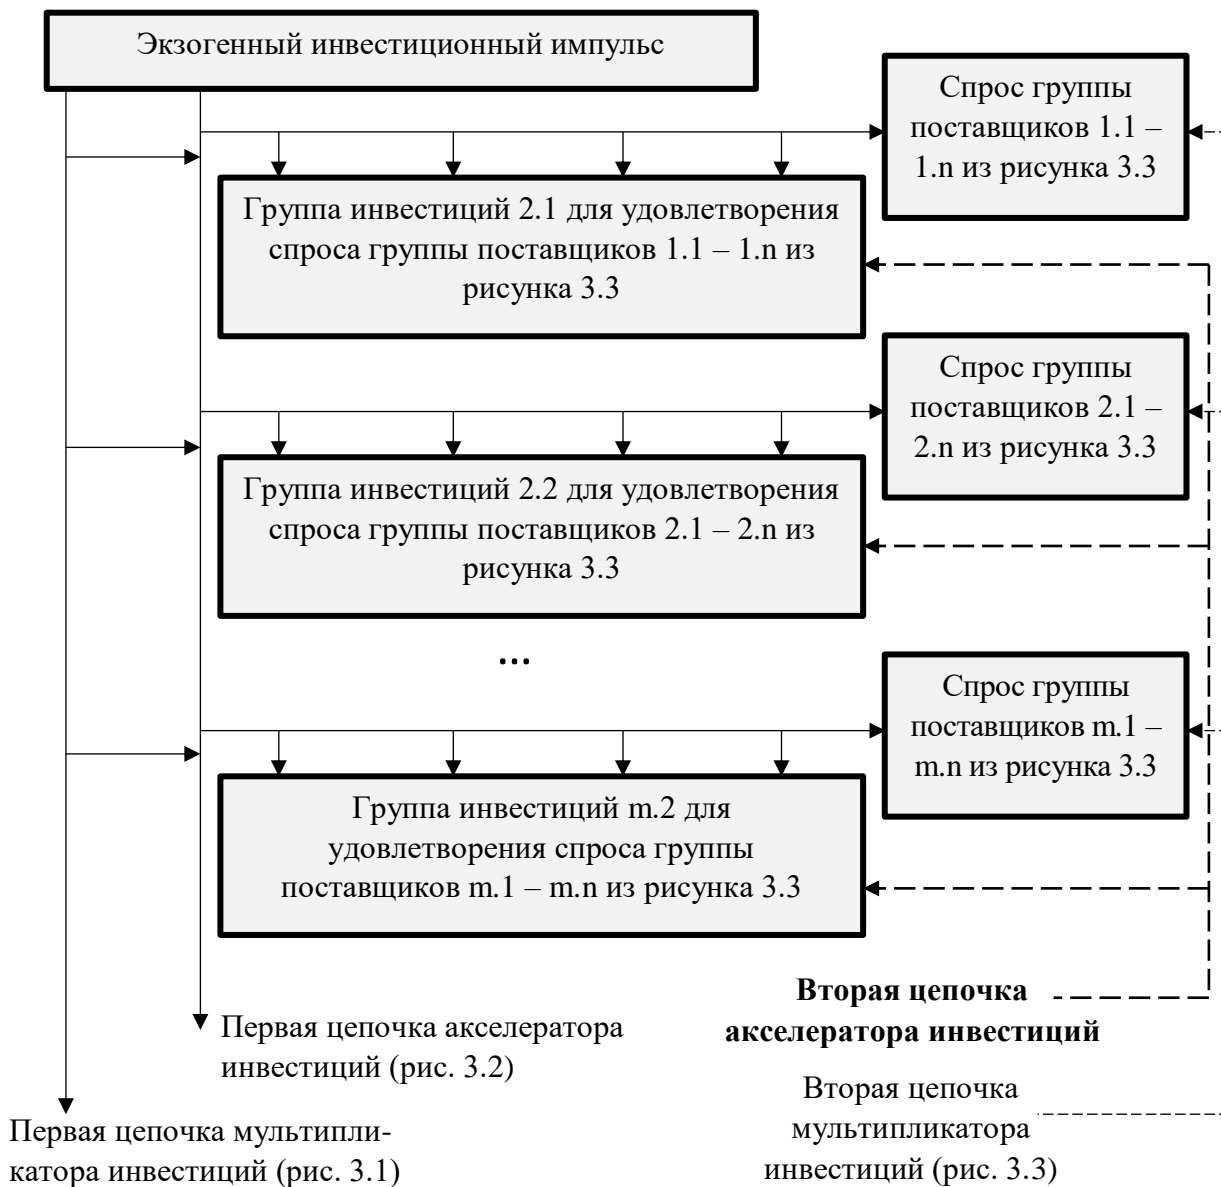 Экзогенный инвестиционный импульс
Спрос группы
поставщиков 1.1 –
1.n из рисунка 3.3
Группа инвестиций 2.1 для удовлетворения
спроса группы поставщиков 1.1 – 1.n из
рисунка 3.3
Спрос группы
поставщиков 2.1 –
2.n из рисунка 3.3
Группа инвестиций 2.2 для удовлетворения
спроса группы поставщиков 2.1 – 2.n из
рисунка 3.3
...
Спрос группы
поставщиков m.1 –
m.n из рисунка 3.3
Группа инвестиций m.2 для
удовлетворения спроса группы
поставщиков m.1 – m.n из рисунка 3.3
Вторая цепочка
акселератора инвестиций
Первая цепочка акселератора
инвестиций (рис. 3.2)
Вторая цепочка
мультипликатора
инвестиций (рис. 3.3)
Первая цепочка мультипли-
катора инвестиций (рис. 3.1)